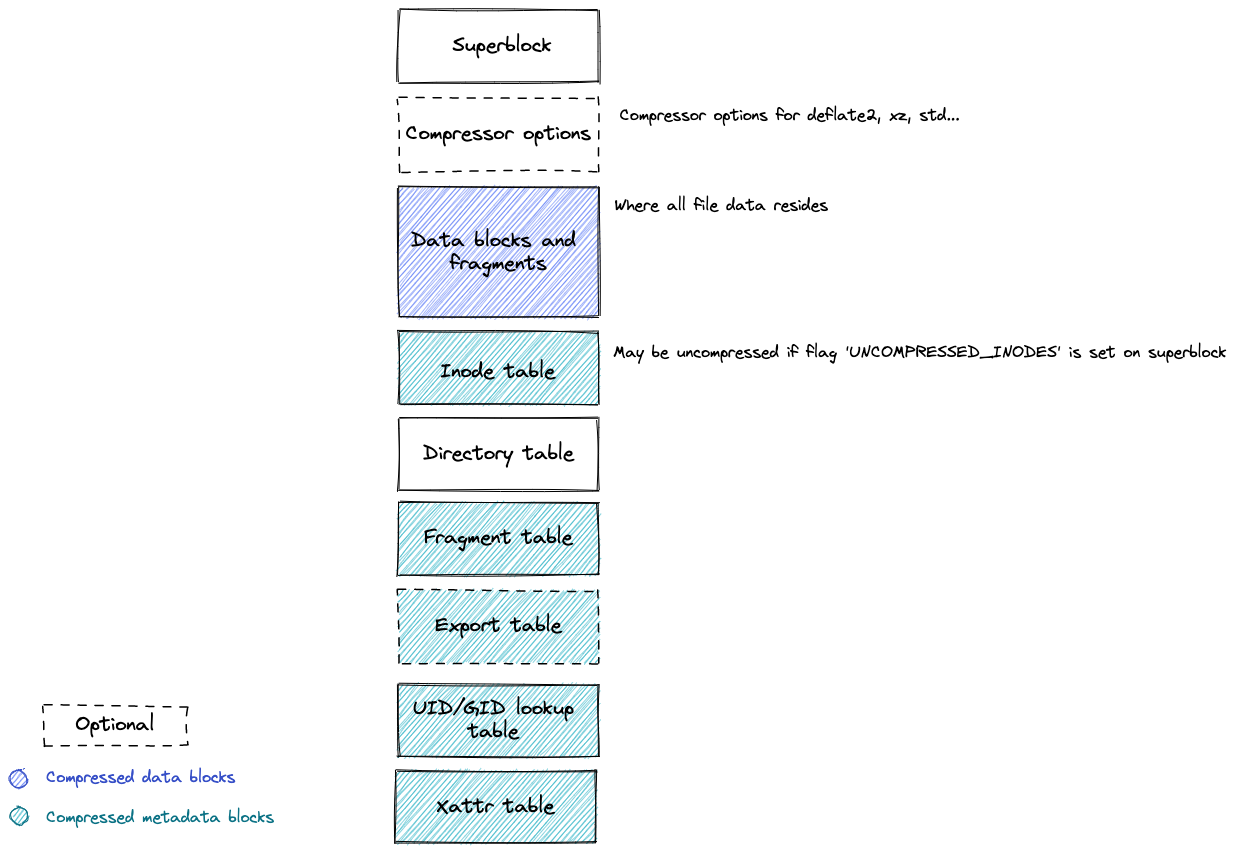 Superblock
Compressor options
Compressor options for deflate2, xz, std...
Where all file data resides
Data blocks and
fragments
May be uncompressed if flag 'UNCOMPRESSED_INODES' is set on superblock
Inode table
Directory table
Fragment table
Export table
UID/GID lookup
table
Xattr table
Optional
Compressed data blocks
Compressed metadata blocks